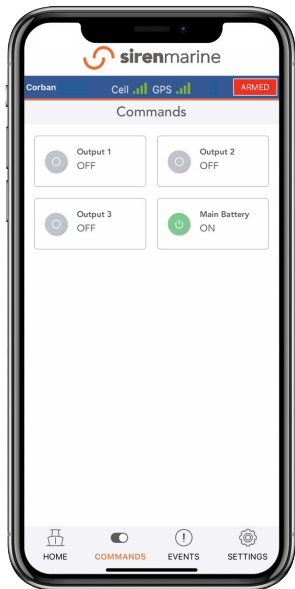 sirenmarine
Corban Cell GPS ARMED
Commands
Output 1
OFF
Output 2
OFF
Output 3
OFF
Main Battery
ON
HOME COMMANDS EVENTS SETTINGS